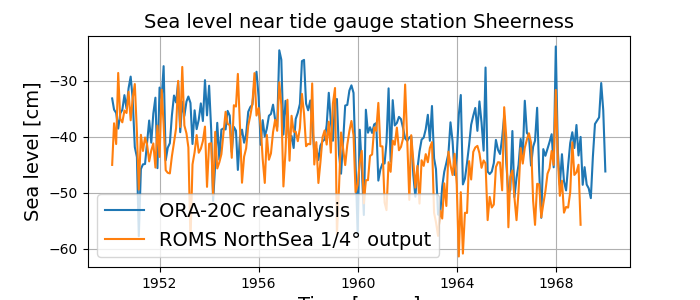 Sea level near tide gauge station Sheerness
Sea level [cm]
−30
−40
−50
−60
ORA-20C reanalysis
ROMS NorthSea 1/4° output
1952
1956
1960
1964
1968